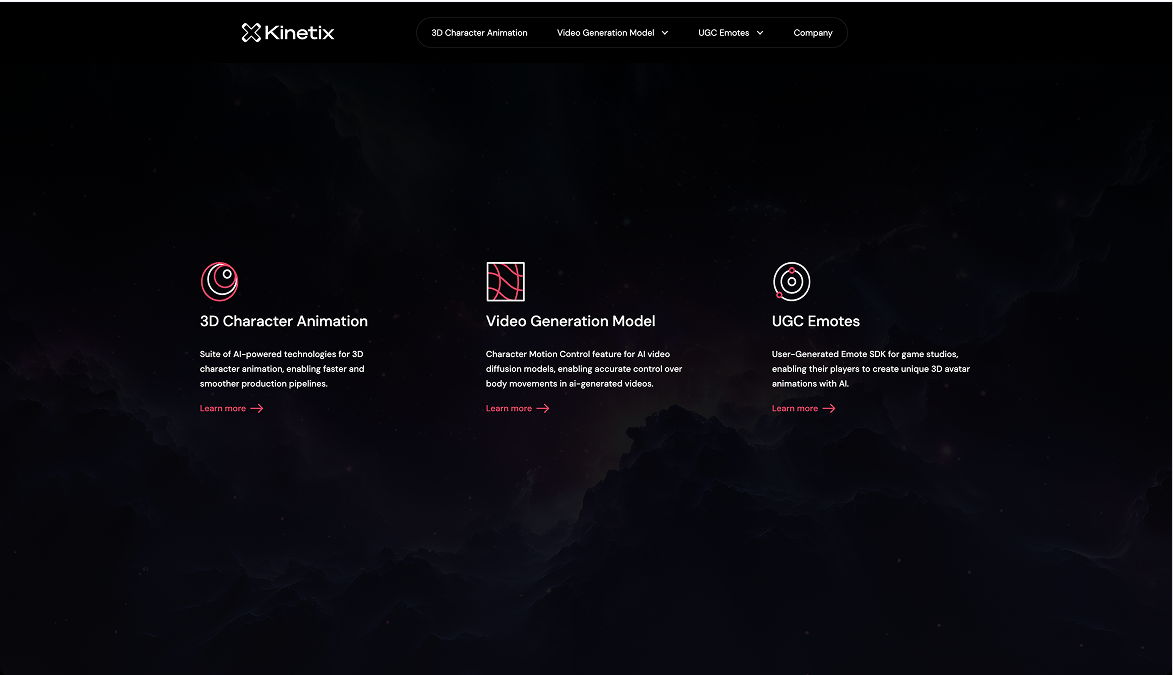 Kinetix
3D Character Animation
Video Generation Model
UGC Emotes
Company
3D Character Animation
Suite of AI-powered technologies for 3D
character animation, enabling faster and
smoother production pipelines.
Learn more
Video Generation Model
Character Motion Control feature for AI video
diffusion models, enabling accurate control over
body movements in ai-generated videos.
Learn more
UGC Emotes
User-Generated Emote SDK for game studios,
enabling their players to create unique 3D avatar
animations with AI.
Learn more